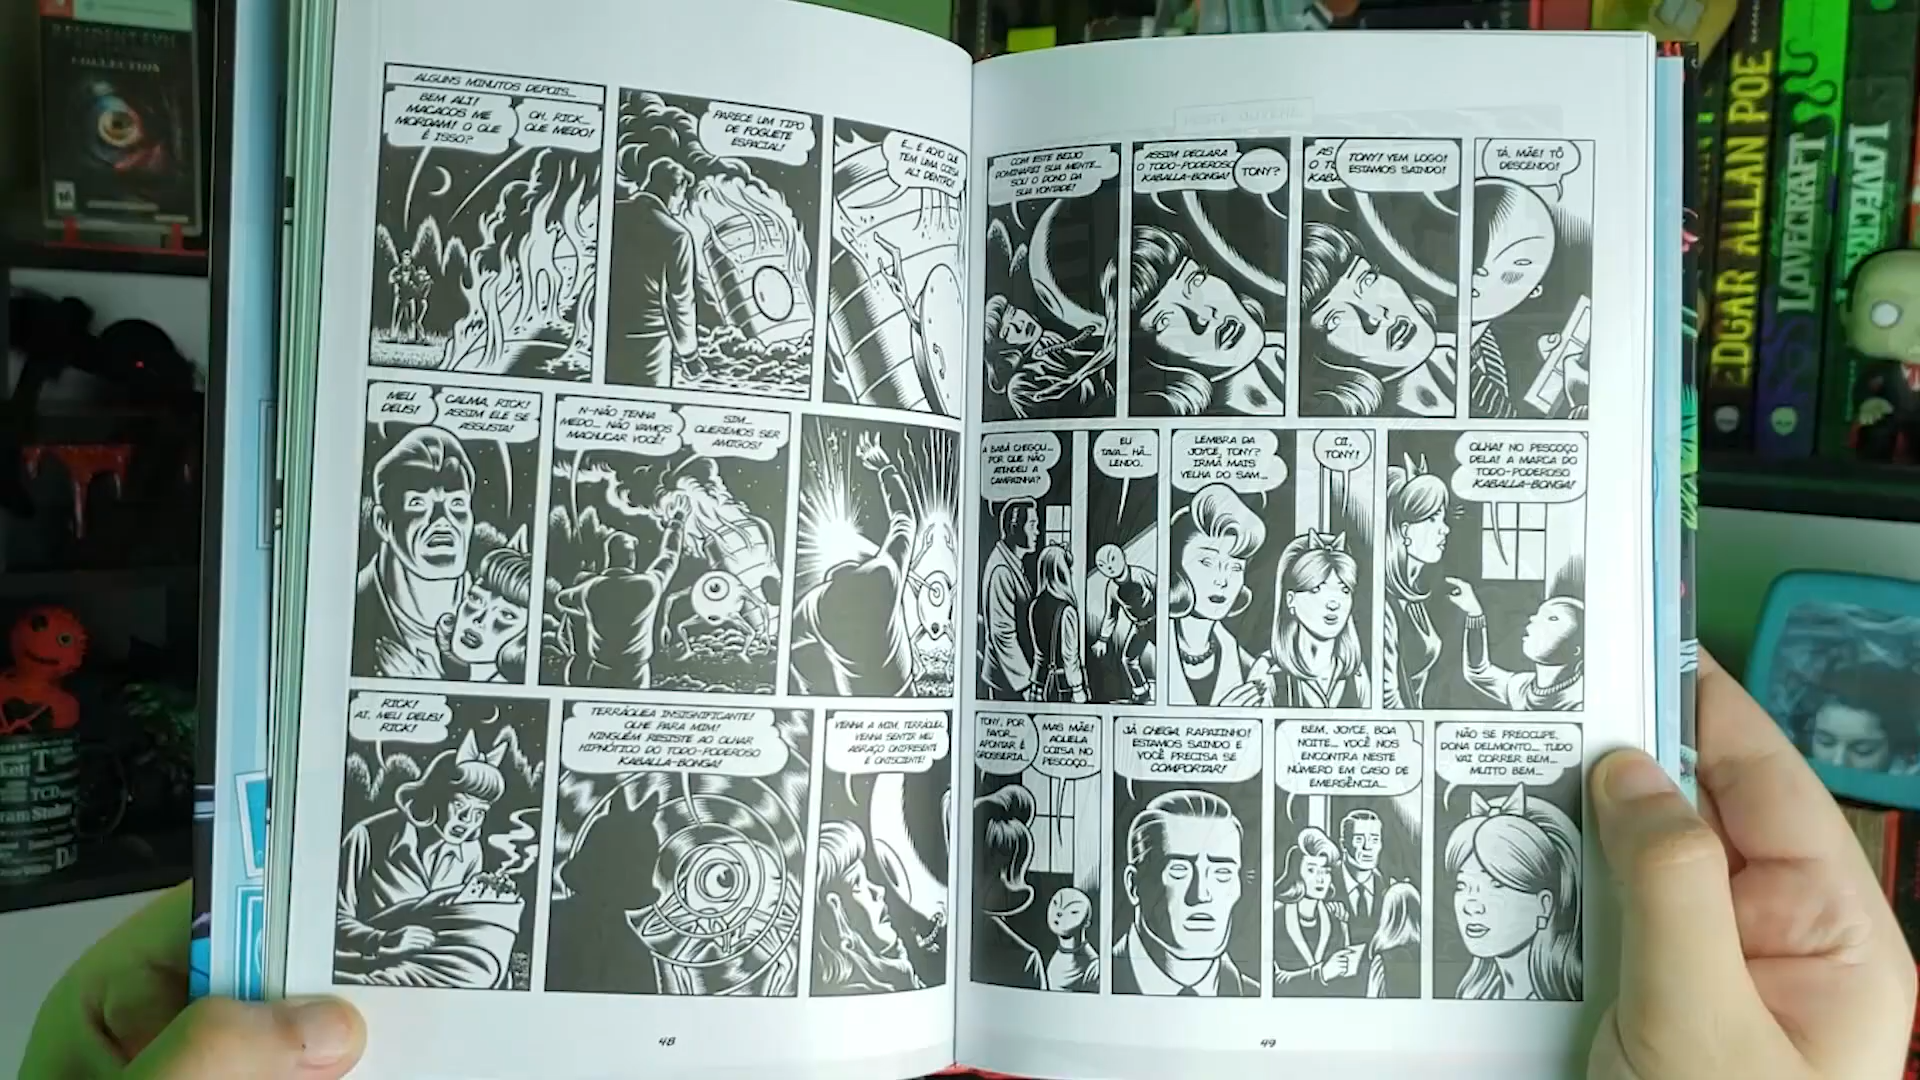 ALGUNS MINUTOS DEPOIS...
BEM ALI!
MACACOS ME
MORDAM! O QUE
É ISSO?
OH, RICK...
QUE MEDO!
PARECE UM TIPO
DE FOGUETE
ESPACIAL!
E... E ACHO QUE
TEM UMA COISA
ALI DENTRO!
MEU
DEUS!
CALMA, RICK!
ASSIM ELE SE
ASSUSTA!
N-NÃO TENHA
MEDO... NÃO VAMOS
MACHUCAR VOCÊ!
SIM...
QUEREMOS SER
AMIGOS!
RICK!
AI, MEU DEUS!
RICK!
TERRÁQUEA INSIGNIFICANTE!
OLHE PARA MIM!
NINGUÉM RESISTE AO OLHAR
HIPNÓTICO DO TODO-PODEROSO
KABALLA-BONGA!
VENHA A MIM, TERRÁQUEA.
VENHA SENTIR MEU
ABRAÇO ONIPRESENTE
E ONISCIENTE!
48
COM ESTE BEIJO
DOMINAREI SUA MENTE...
SOU O DONO DA
SUA VONTADE!
ASSIM DECLARA
O TODO-PODEROSO
KABALLA-BONGA!
TONY?
AS
O T
KABA
TONY! VEM LOGO!
ESTAMOS SAINDO!
TÁ, MÃE! TÔ
DESCENDO!
A BABÁ CHEGOU...
POR QUE NÃO
ATENDEU A
CAMPAINHA?
EU
TAVA... HÃ...
LENDO.
LEMBRA DA
JOYCE, TONY?
IRMÃ MAIS
VELHA DO SAM...
OI,
TONY!
OLHA! NO PESCOÇO
DELA! A MARCA DO
TODO-PODEROSO
KABALLA-BONGA!
TONY, POR
FAVOR...
APONTAR É
GROSSERIA...
MAS MÃE!
AQUELA
COISA NO
PESCOÇO...
JÁ CHEGA, RAPAZINHO!
ESTAMOS SAINDO E
VOCÊ PRECISA SE
COMPORTAR!
BEM, JOYCE, BOA
NOITE... VOCÊ NOS
ENCONTRA NESTE
NÚMERO EM CASO DE
EMERGÊNCIA...
NÃO SE PREOCUPE,
DONA DELMONTO... TUDO
VAI CORRER BEM...
MUITO BEM...
49
RESIDENT EVIL
COLLECTION
EDGAR ALLAN POE
LOVECRAFT
LOVECRA